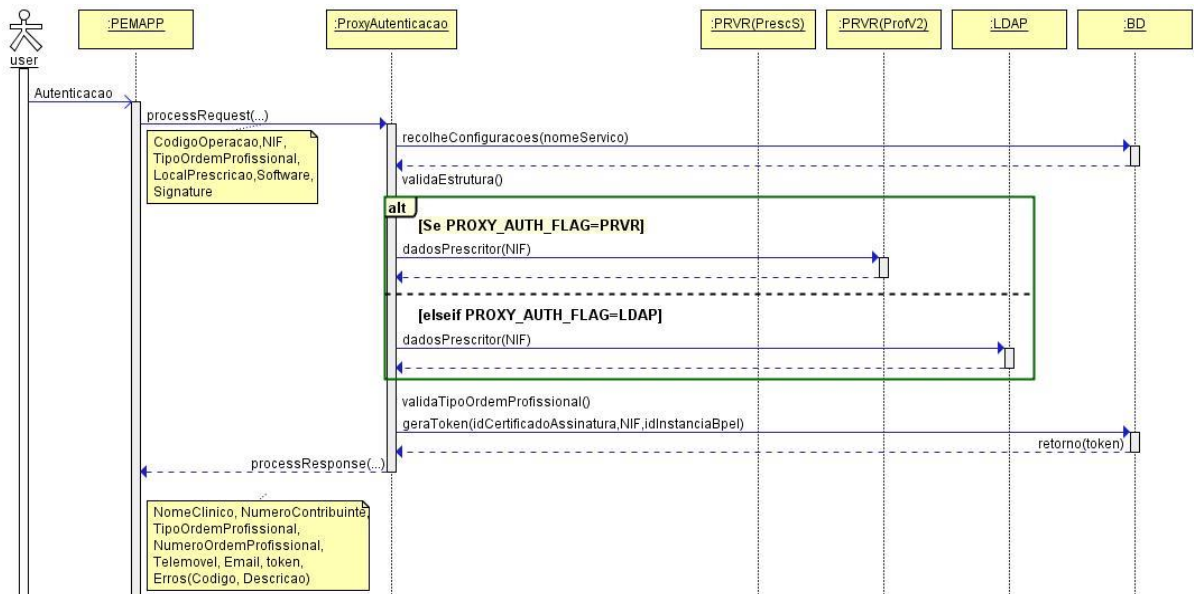 :PEMAPP
:ProxyAutenticacao
:PRVR(PrescS)
:PRVR(ProfV2)
:LDAP
:BD
user
Autenticacao
processRequest(...)
CodigoOperacao,NIF,
TipoOrdemProfissional,
LocalPrescricao,Software,
Signature
recolheConfiguracoes(nomeServico)
validaEstrutura()
alt
[Se PROXY_AUTH_FLAG=PRVR]
dadosPrescritor(NIF)
[elseif PROXY_AUTH_FLAG=LDAP]
dadosPrescritor(NIF)
validaTipoOrdemProfissional()
geraToken(idCertificadoAssinatura,NIF,idInstanciaBpel)
retorno(token)
processResponse(...)
NomeClinico, NumeroContribuinte,
TipoOrdemProfissional,
NumeroOrdemProfissional,
Telemovel, Email, token,
Erros(Codigo, Descricao)